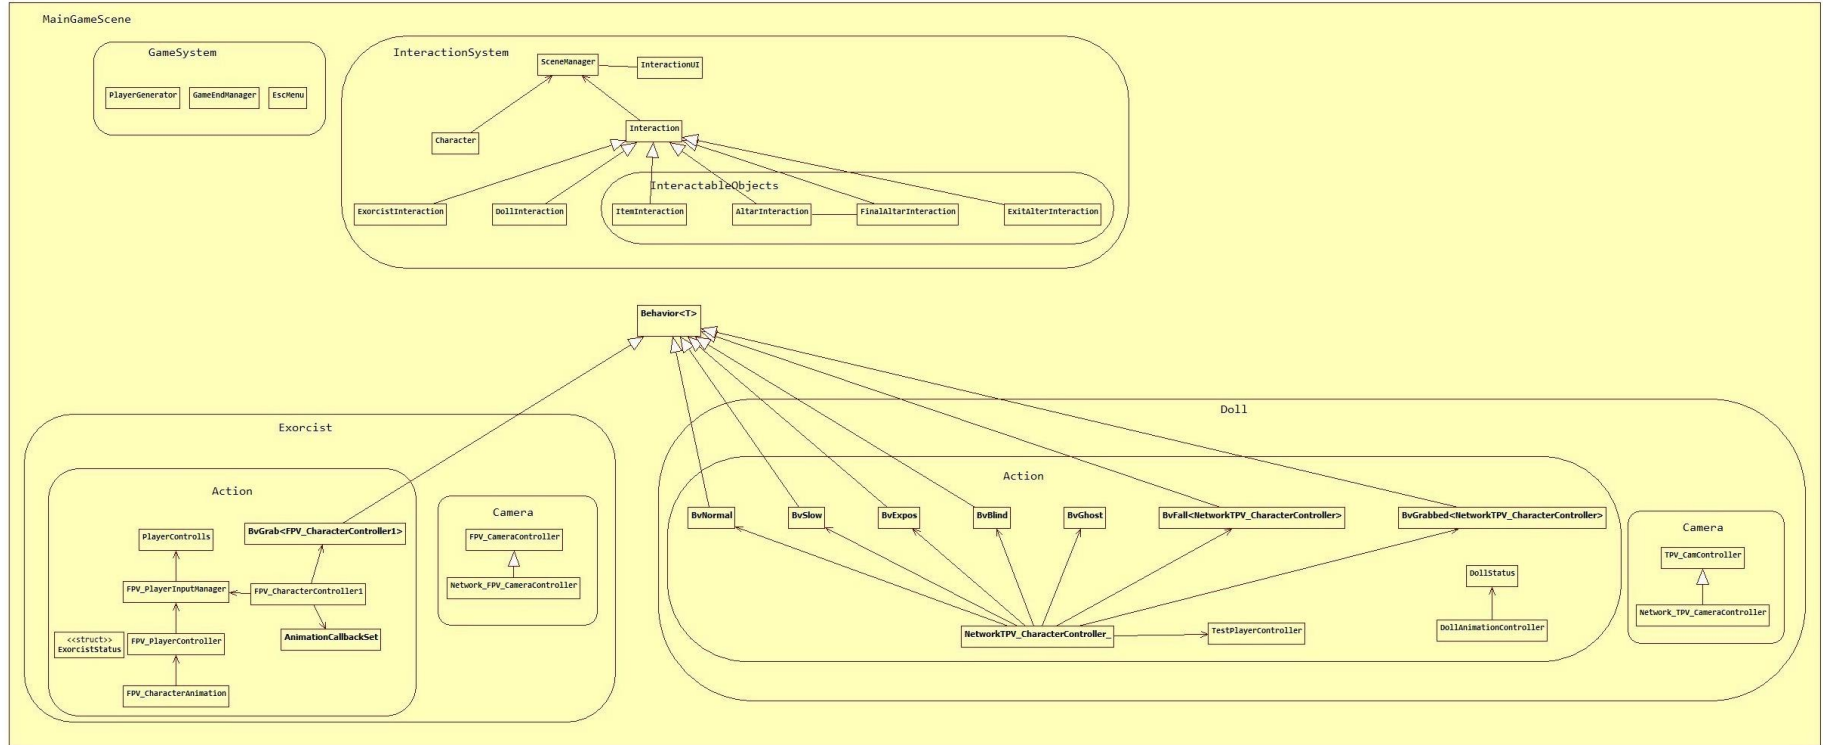 MainGameScene
GameSystem
PlayerGenerator
GameEndManager
EscMenu
InteractionSystem
SceneManager
InteractionUI
Character
Interaction
InteractableObjects
ExorcistInteraction
DollInteraction
ItemInteraction
AltarInteraction
FinalAltarInteraction
ExitAlterInteraction
Behavior<T>
Exorcist
Action
PlayerControlls
BvGrab<FPV_CharacterController1>
FPV_PlayerInputManager
FPV_CharacterController1
<<struct>>
ExorcistStatus
FPV_PlayerController
AnimationCallbackSet
FPV_CharacterAnimation
Camera
FPV_CameraController
Network_FPV_CameraController
Doll
Action
BvNormal
BvSlow
BvExpos
BvBlind
BvGhost
BvFall<NetworkTPV_CharacterController>
BvGrabbed<NetworkTPV_CharacterController>
DollStatus
NetworkTPV_CharacterController_
TestPlayerController
DollAnimationController
Camera
TPV_CamController
Network_TPV_CameraController